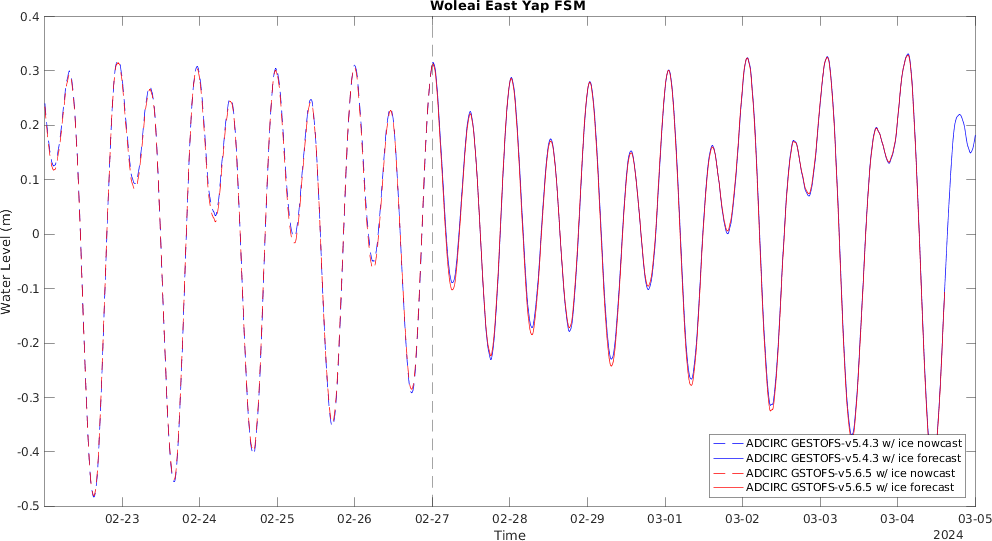 Woleai East Yap FSM
0.4
0.3
0.2
0.1
0
-0.1
-0.2
-0.3
-0.4
-0.5
Water Level (m)
ADCIRC GESTOFS-v5.4.3 w/ ice nowcast
ADCIRC GESTOFS-v5.4.3 w/ ice forecast
ADCIRC GSTOFS-v5.6.5 w/ ice nowcast
ADCIRC GSTOFS-v5.6.5 w/ ice forecast
02-23 02-24 02-25 02-26 02-27 02-28 02-29 03-01 03-02 03-03 03-04 03-05
Time
2024